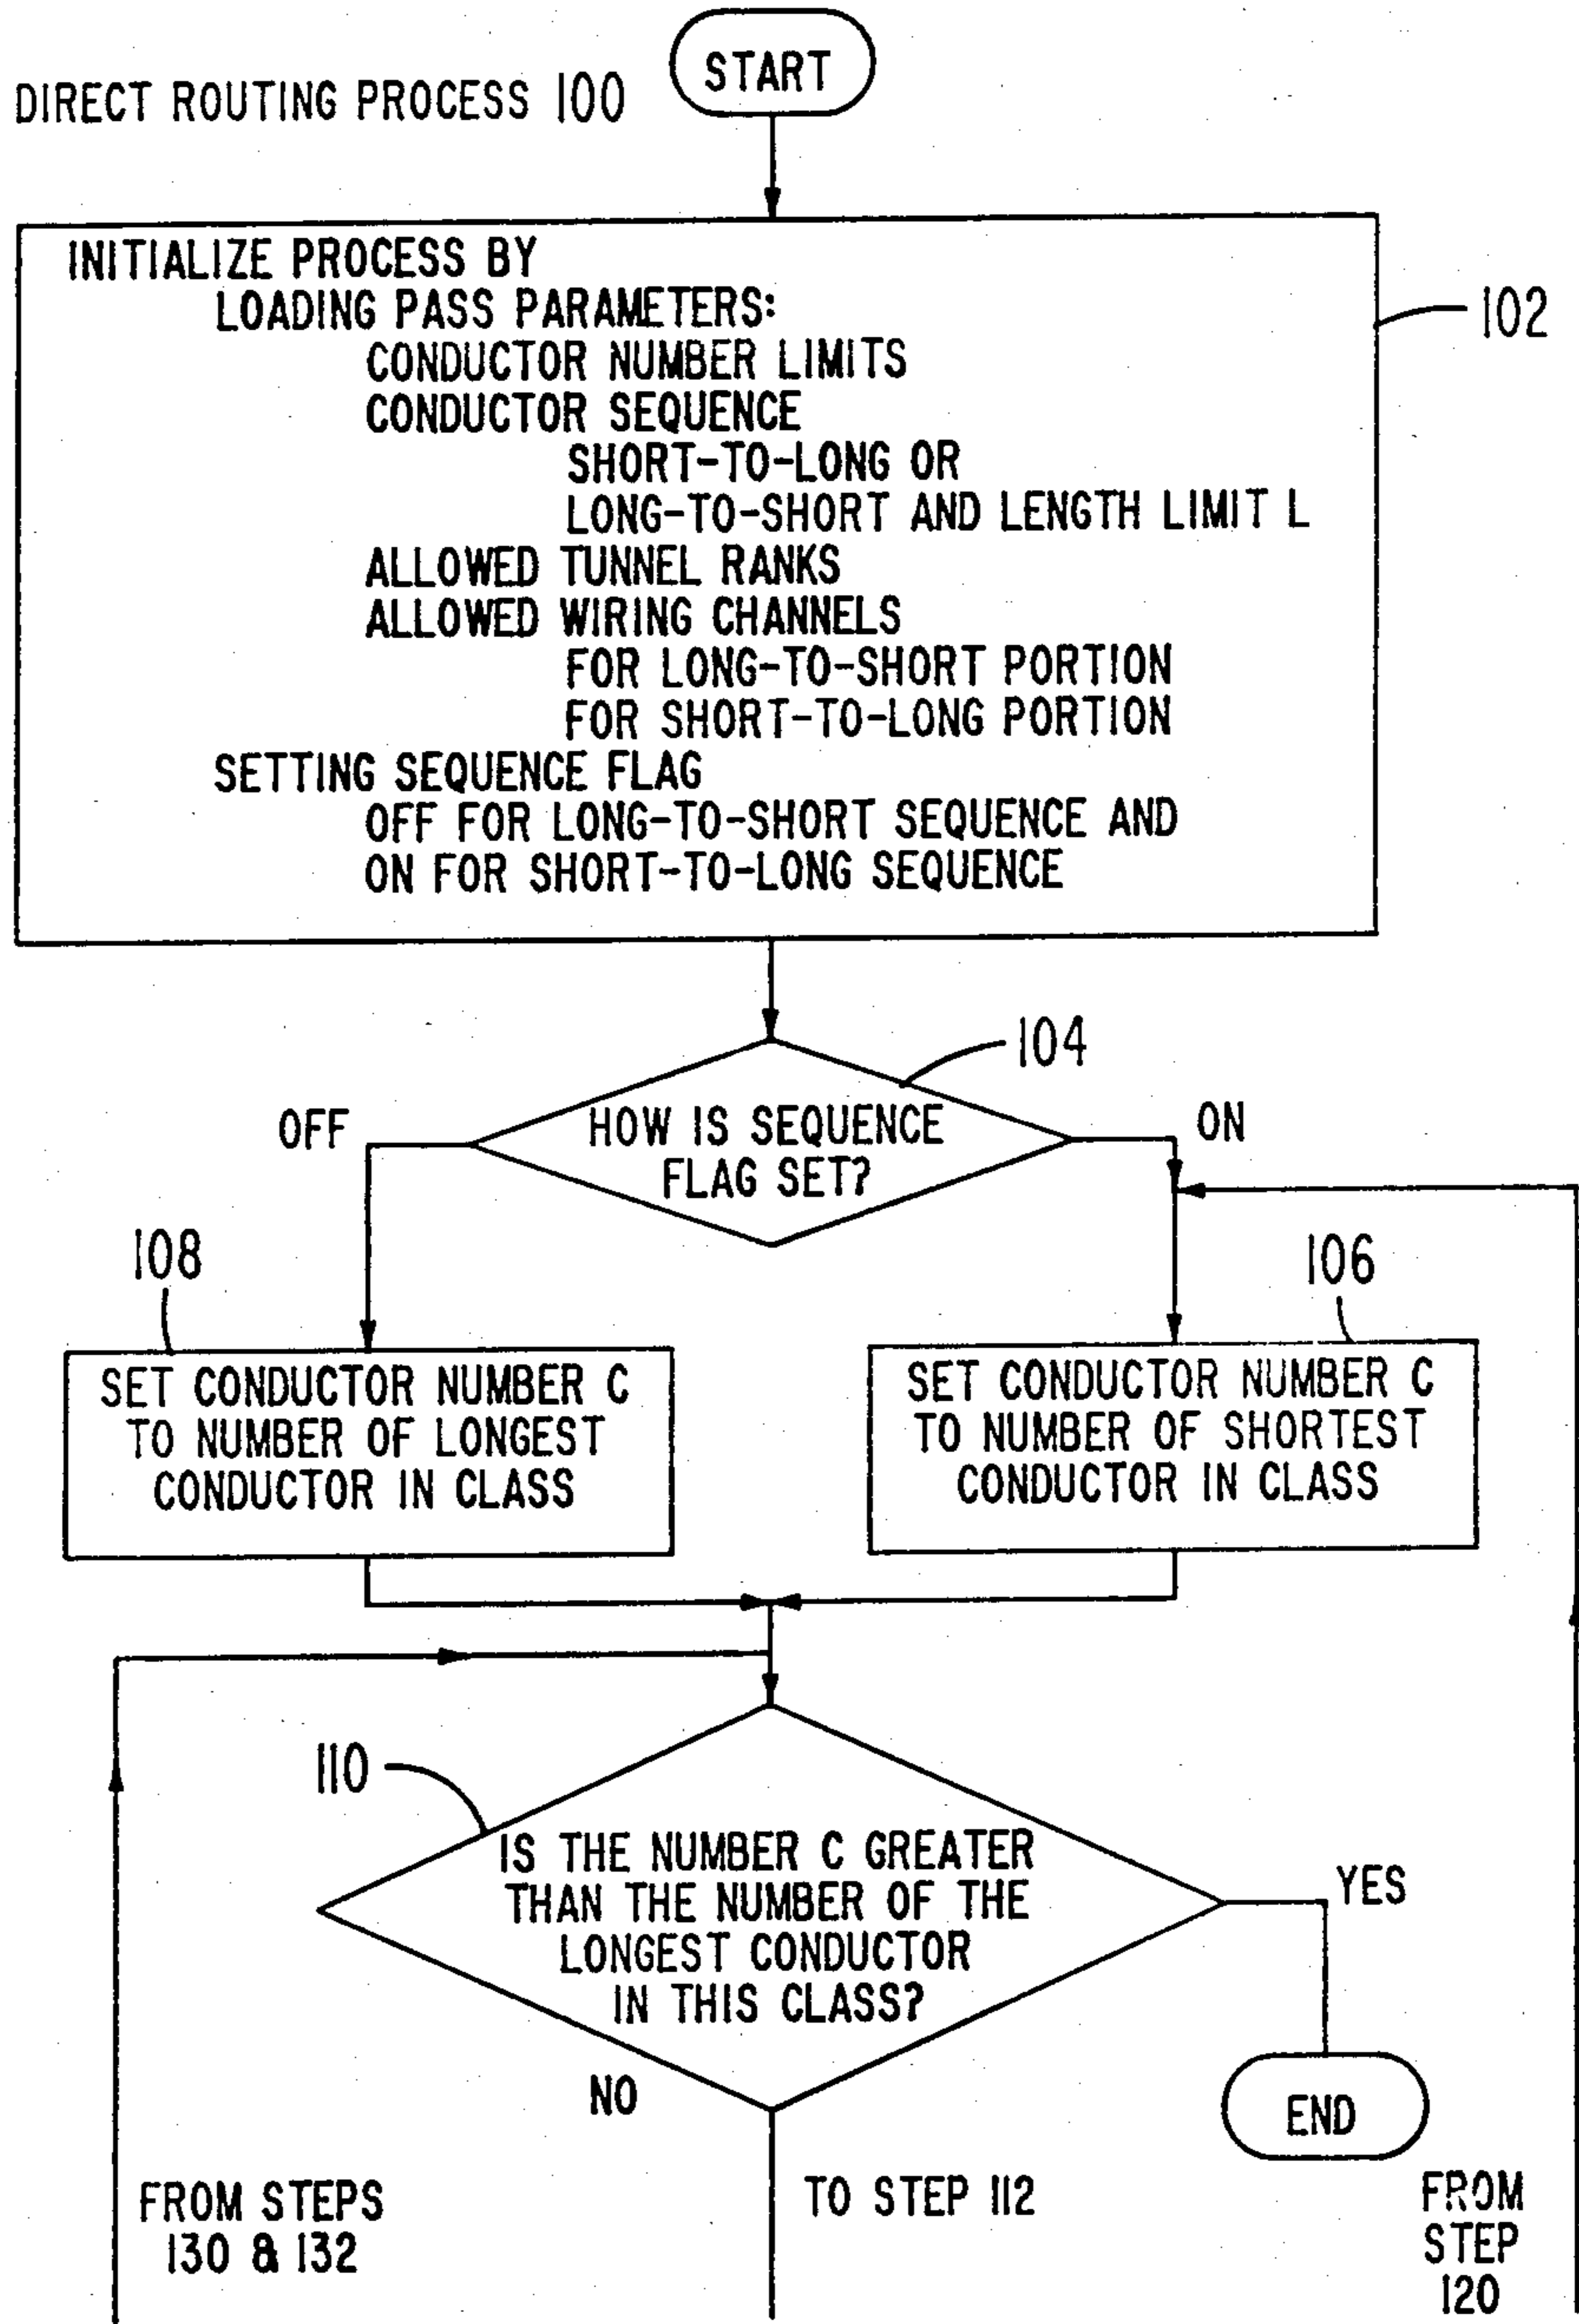 START
DIRECT ROUTING PROCESS 100
INITIALIZE PROCESS BY
LOADING PASS PARAMETERS:
CONDUCTOR NUMBER LIMITS
CONDUCTOR SEQUENCE
SHORT-TO-LONG OR
LONG-TO-SHORT AND LENGTH LIMIT L
ALLOWED TUNNEL RANKS
ALLOWED WIRING CHANNELS
FOR LONG-TO-SHORT PORTION
FOR SHORT-TO-LONG PORTION
SETTING SEQUENCE FLAG
OFF FOR LONG-TO-SHORT SEQUENCE AND
ON FOR SHORT-TO-LONG SEQUENCE
102
104
HOW IS SEQUENCE
FLAG SET?
OFF
ON
108
SET CONDUCTOR NUMBER C
TO NUMBER OF LONGEST
CONDUCTOR IN CLASS
106
SET CONDUCTOR NUMBER C
TO NUMBER OF SHORTEST
CONDUCTOR IN CLASS
110
IS THE NUMBER C GREATER
THAN THE NUMBER OF THE
LONGEST CONDUCTOR
IN THIS CLASS?
YES
NO
END
FROM STEPS
130 & 132
TO STEP 112
FROM
STEP
120